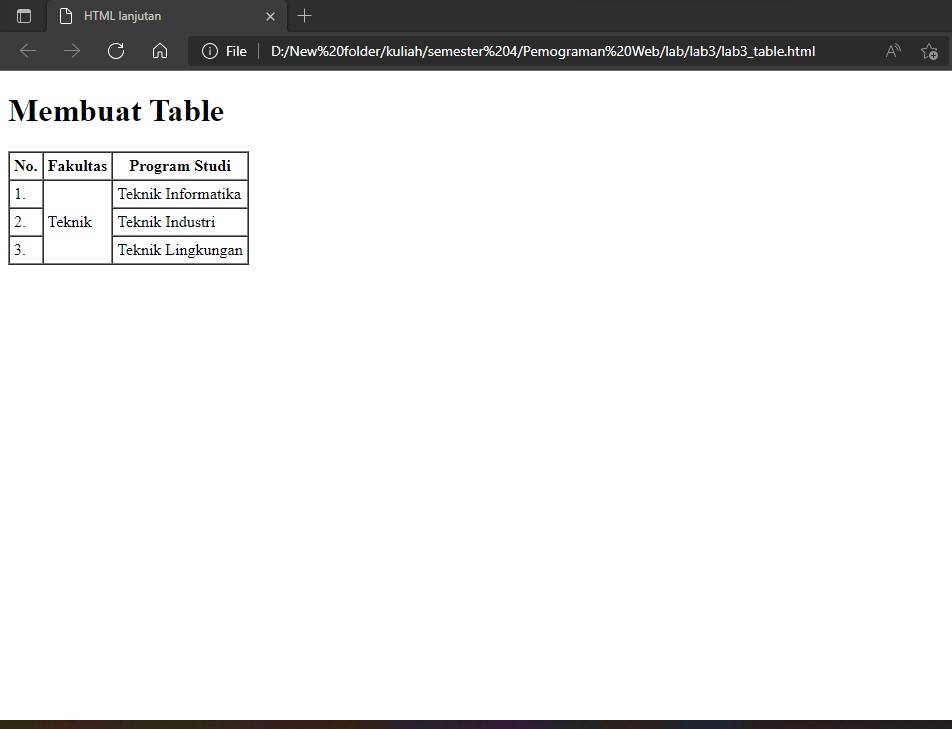 HTML lanjutan
File
D:/New%20folder/kuliah/semester%204/Pemograman%20Web/lab/lab3/lab3_table.html
Membuat Table
No. Fakultas Program Studi
1. Teknik Informatika
2. Teknik Teknik Industri
3. Teknik Lingkungan